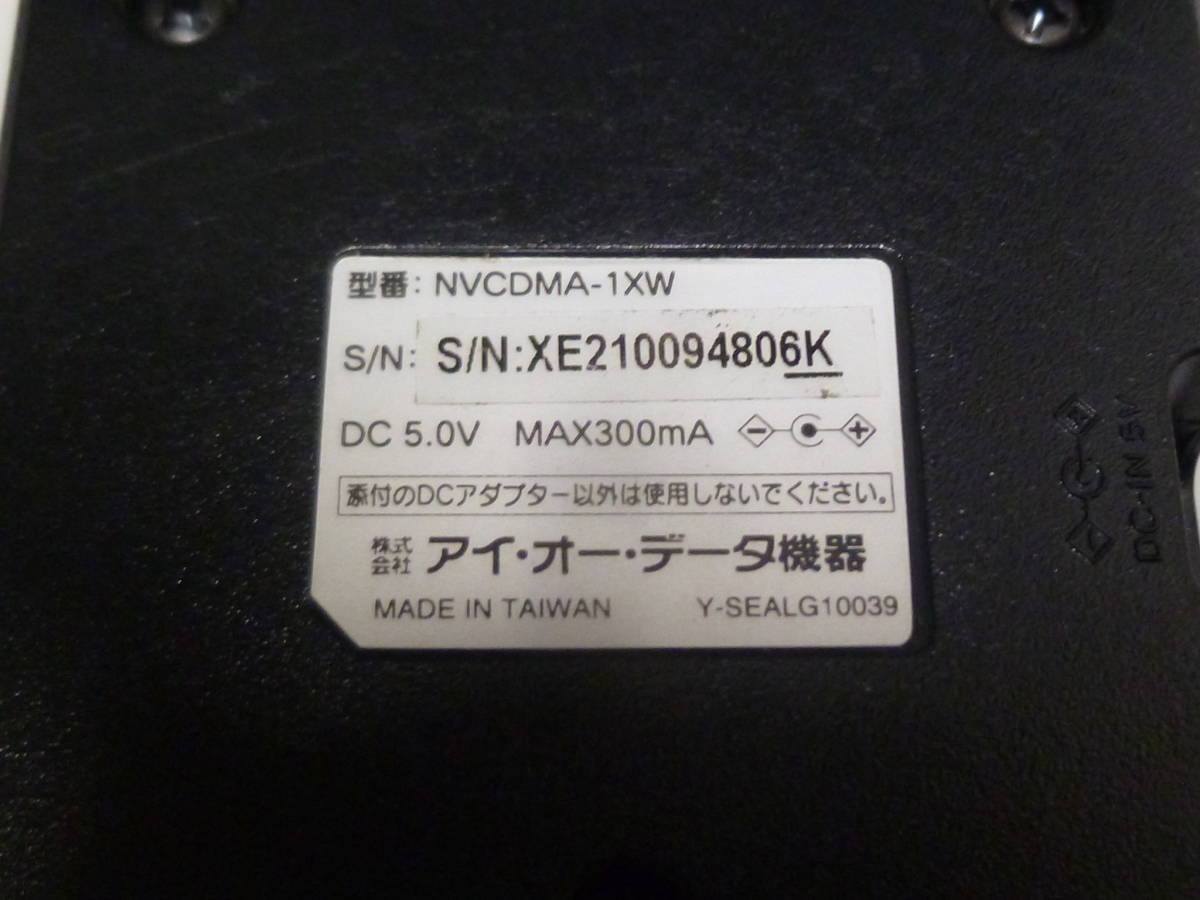 型番: NVCDMA-1XW
S/N: S/N:XE210094806K
DC 5.0V MAX300mA
添付のDCアダプター以外は使用しないでください。
株式会社 アイ・オー・データ機器
MADE IN TAIWAN Y-SEALG10039
DC-IN 5V